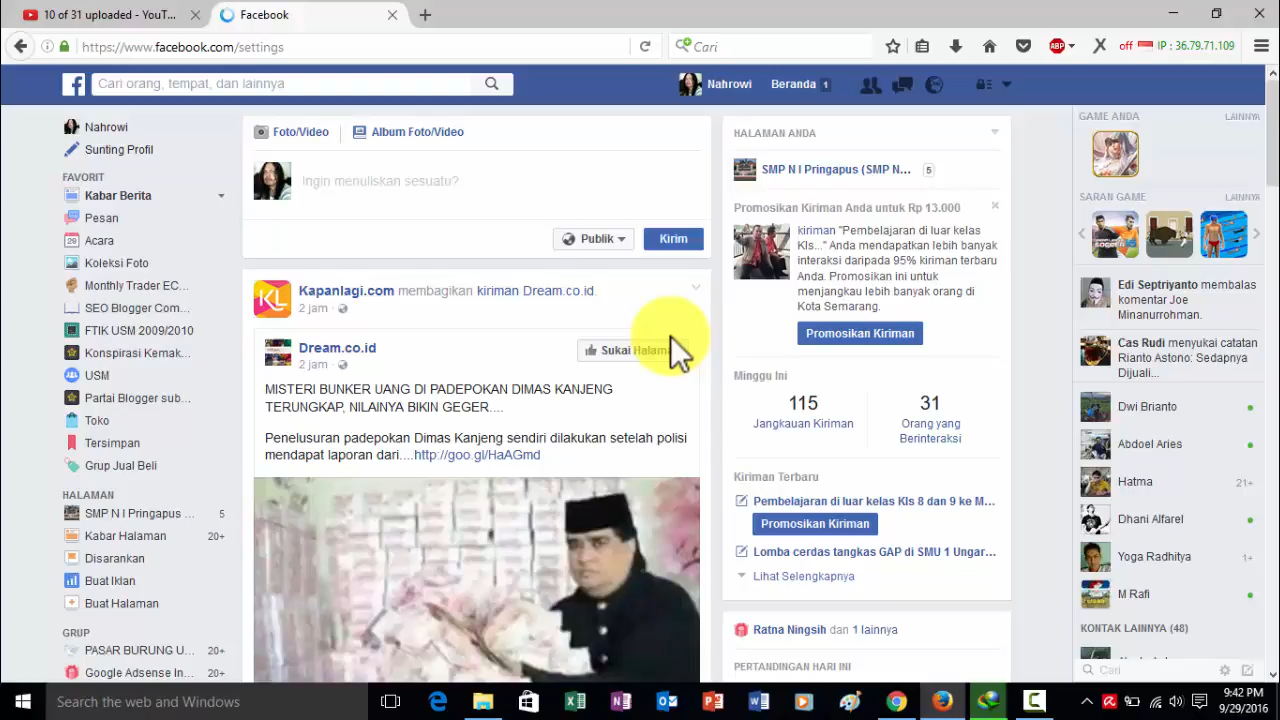 10 of 31 uploaded - YouT...
Facebook
https://www.facebook.com/settings
Cari
ABP
off
IP : 36.79.71.109
Cari orang, tempat, dan lainnya
Nahrowi
Beranda 1
Nahrowi
Sunting Profil
FAVORIT
Kabar Berita
Pesan
Acara
Koleksi Foto
Monthly Trader EC...
SEO Blogger Com...
FTIK USM 2009/2010
Konspirasi Kemak...
USM
Partai Blogger sub...
Toko
Tersimpan
Grup Jual Beli
HALAMAN
SMP N I Pringapus ... 5
Kabar Halaman 20+
Disarankan
Buat Iklan
Buat Halaman
GRUP
PASAR BURUNG U... 20+
Google Adsense In... 20+
Foto/Video
Album Foto/Video
Ingin menuliskan sesuatu?
Publik
Kirim
KL
Kapanlagi.com membagikan kiriman Dream.co.id.
2 jam
Dream.co.id
2 jam
Sukai Halam
MISTERI BUNKER UANG DI PADEPOKAN DIMAS KANJENG
TERUNGKAP, NILAINYA BIKIN GEGER....
Penelusuran padepokan Dimas Kanjeng sendiri dilakukan setelah polisi
mendapat laporan dari....http://goo.gl/HaAGmd
HALAMAN ANDA
SMP N I Pringapus (SMP N... 5
Promosikan Kiriman Anda untuk Rp 13.000
kiriman "Pembelajaran di luar kelas
Kls..." Anda mendapatkan lebih banyak
interaksi daripada 95% kiriman terbaru
Anda. Promosikan ini untuk
menjangkau lebih banyak orang di
Kota Semarang.
Promosikan Kiriman
Minggu Ini
115
Jangkauan Kiriman
31
Orang yang
Berinteraksi
Kiriman Terbaru
Pembelajaran di luar kelas Kls 8 dan 9 ke M...
Promosikan Kiriman
Lomba cerdas tangkas GAP di SMU 1 Ungar...
Lihat Selengkapnya
Ratna Ningsih dan 1 lainnya
PERTANDINGAN HARI INI
GAME ANDA
LAINNYA
SARAN GAME
LAINNYA
Edi Septriyanto membalas
komentar Joe
Minanurrohman.
Cas Rudi menyukai catatan
Rianto Astono: Sedapnya
Dijuali...
Dwi Brianto
Abdoel Aries
Hatma 21+
Dhani Alfarel
Yoga Radhitya 1+
M Rafi
KONTAK LAINNYA (48)
Cari
Search the web and Windows
9:42 PM
9/29/2016